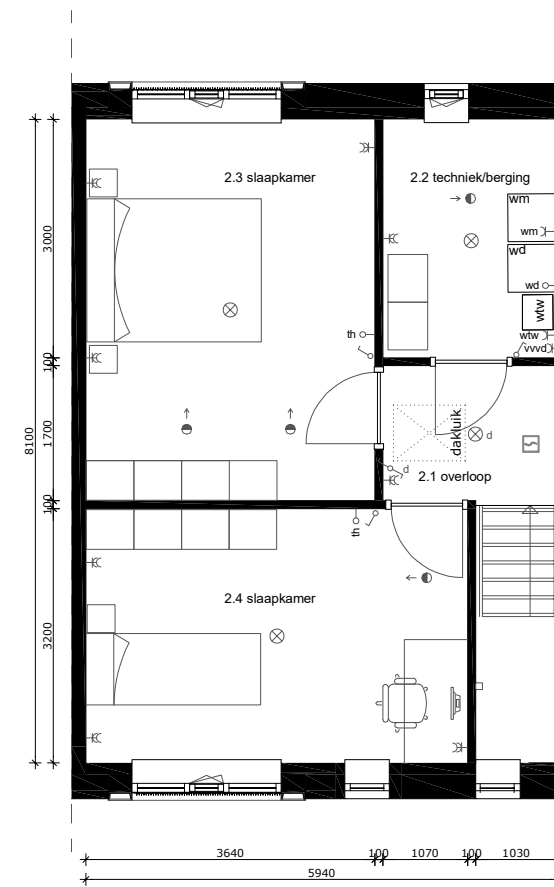 2.3 slaapkamer
2.2 techniek/berging
wm
wm
wd
wd
wtw
wtw
vvvd
th
dakluik
d
d
2.1 overloop
th
2.4 slaapkamer
8100
3000
100
1700
100
3200
3640
100
1070
100
1030
5940